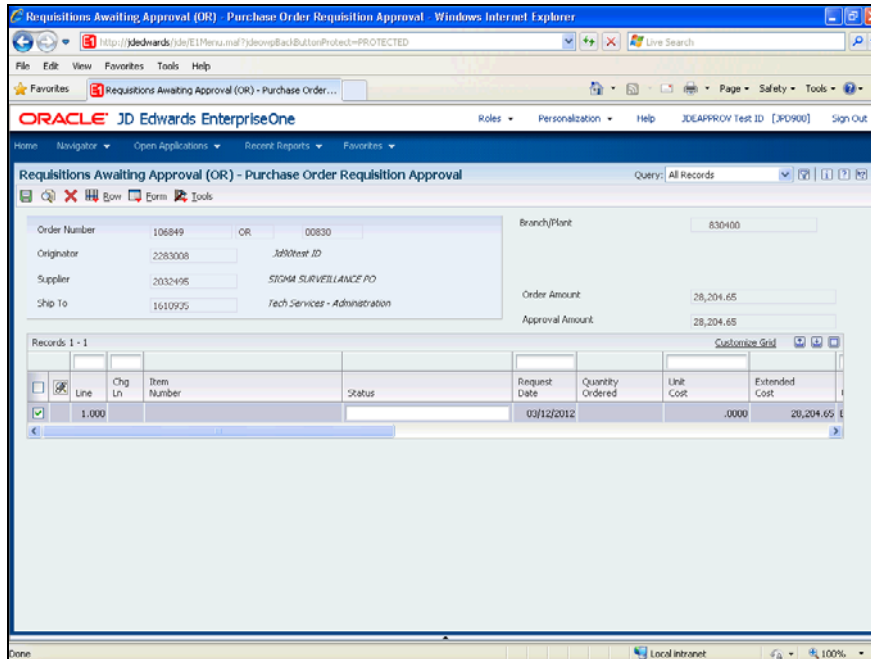 Requisitions Awaiting Approval (OR) - Purchase Order Requisition Approval - Windows Internet Explorer
http://jdedwards/jde/E1Menu.maf?jdeowpBackButtonProtect=PROTECTED
Live Search
File Edit View Favorites Tools Help
Favorites
Requisitions Awaiting Approval (OR) - Purchase Order...
Page Safety Tools
ORACLE JD Edwards EnterpriseOne
Roles Personalization Help JDEAPPROV Test ID [JPD900] Sign Out
Home Navigator Open Applications Recent Reports Favorites
Requisitions Awaiting Approval (OR) - Purchase Order Requisition Approval
Query: All Records
Row Form Tools
Order Number 106849 OR 00830
Branch/Plant 830400
Originator 2283008 Jd90test ID
Supplier 2032495 SIGMA SURVEILLANCE PO
Ship To 1610935 Tech Services - Administration
Order Amount 28,204.65
Approval Amount 28,204.65
Records 1 - 1
Customize Grid
Line Chg Ln Item Number Status Request Date Quantity Ordered Unit Cost Extended Cost
1.000 03/12/2012 .0000 28,204.65
Done
Local intranet
100%